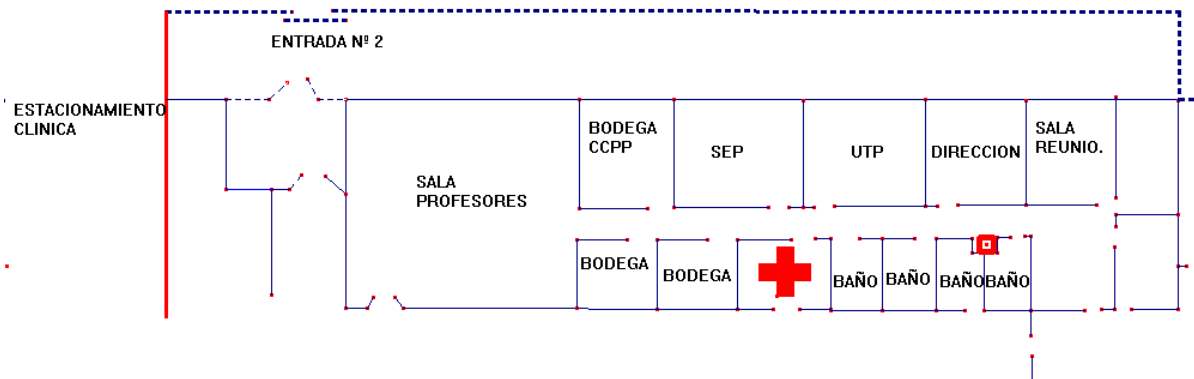 ENTRADA Nº 2
ESTACIONAMIENTO
CLINICA
BODEGA
CCPP
SEP
UTP
DIRECCION
SALA
REUNIO.
SALA
PROFESORES
BODEGA
BODEGA
BAÑO
BAÑO
BAÑO
BAÑO